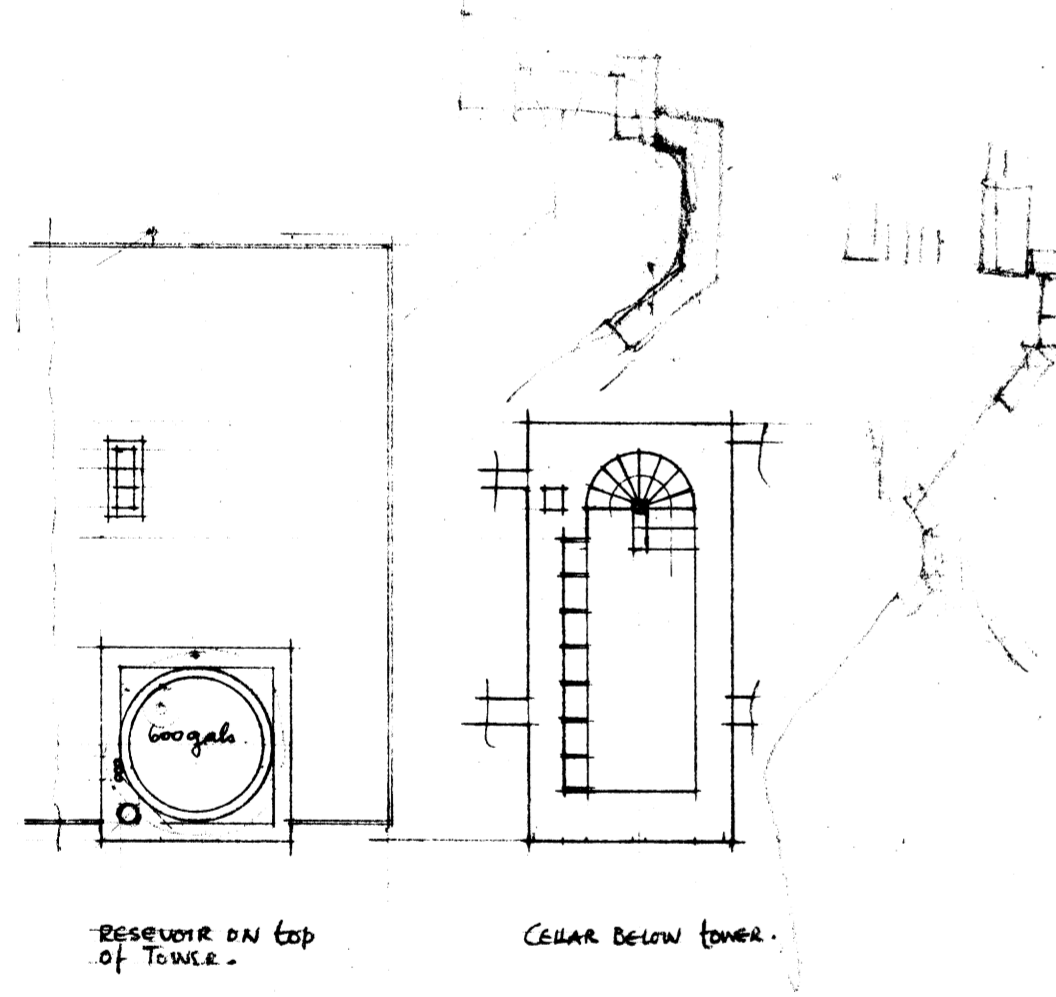 600 gals.
RESEVOIR ON top
of TOWER.
CELLAR BELOW TOWER.